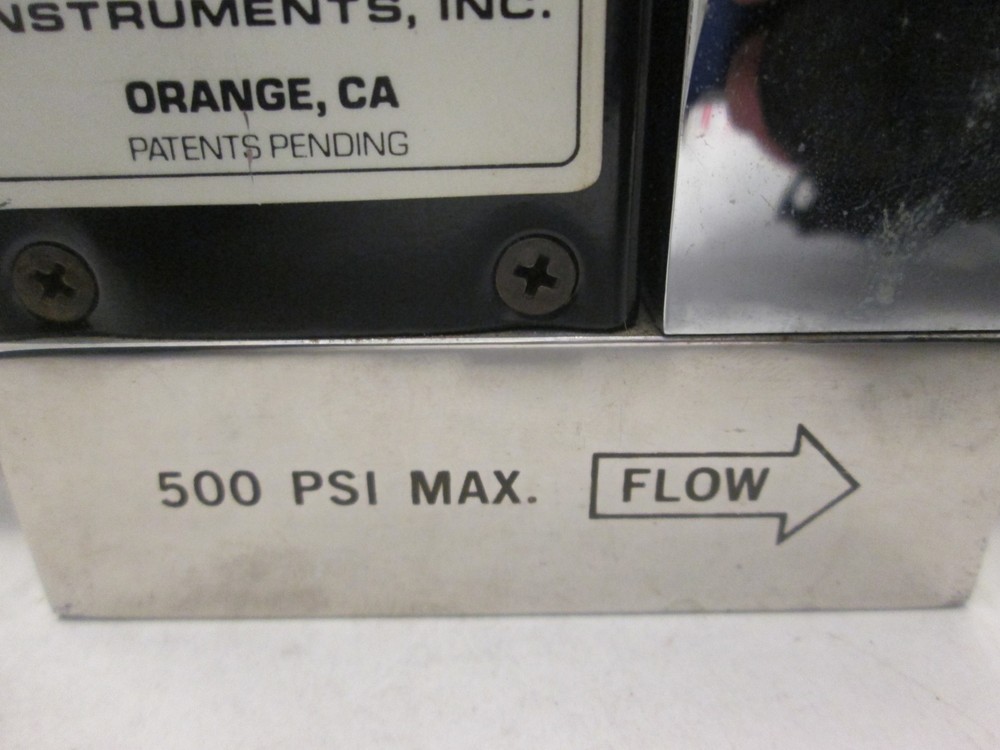 NSTRUMENTS, INC.
ORANGE, CA
PATENTS PENDING
500 PSI MAX. FLOW